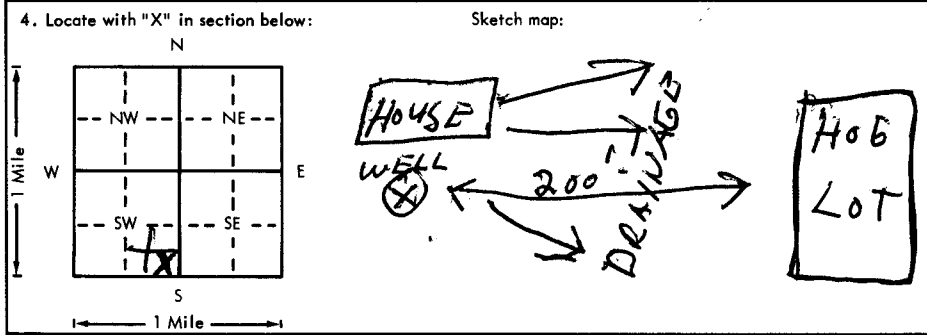 4. Locate with "X" in section below:
Sketch map:
N
NW
NE
W
E
1 Mile
SW
SE
X
S
1 Mile
HOUSE
WELL
X
200'
DRAINAGE
HOG
LOT